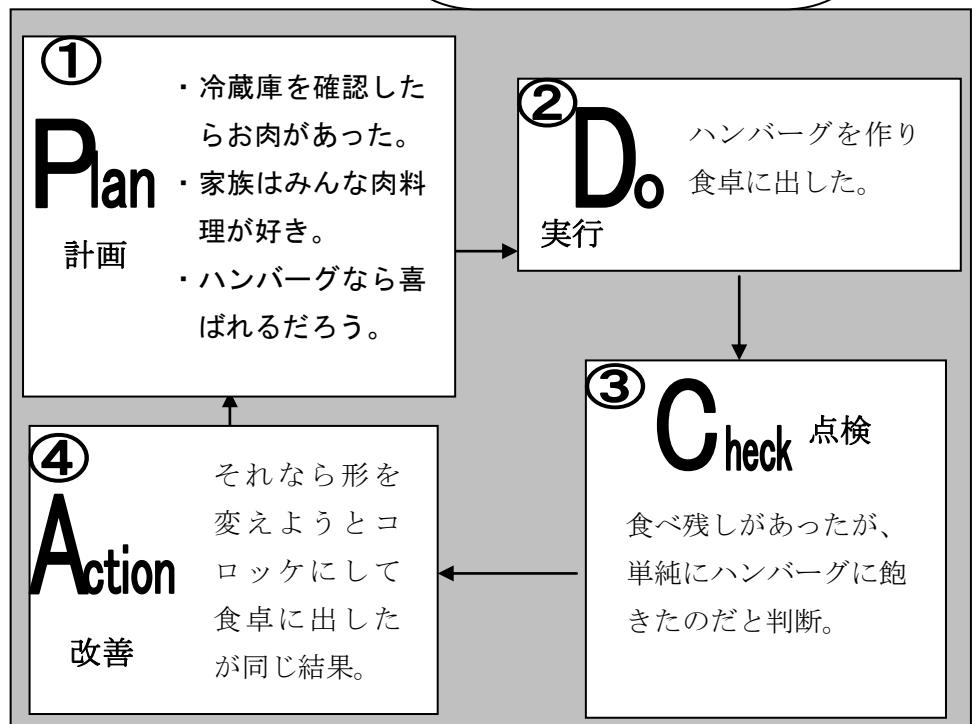 ①
Plan
計画
・冷蔵庫を確認した
らお肉があった。
・家族はみんな肉料
理が好き。
・ハンバーグなら喜
ばれるだろう。
②
Do
実行
ハンバーグを作り
食卓に出した。
③
Check 点検
食べ残しがあったが、
単純にハンバーグに飽
きたのだと判断。
④
Action
改善
それなら形を
変えようとコ
ロッケにして
食卓に出した
が同じ結果。